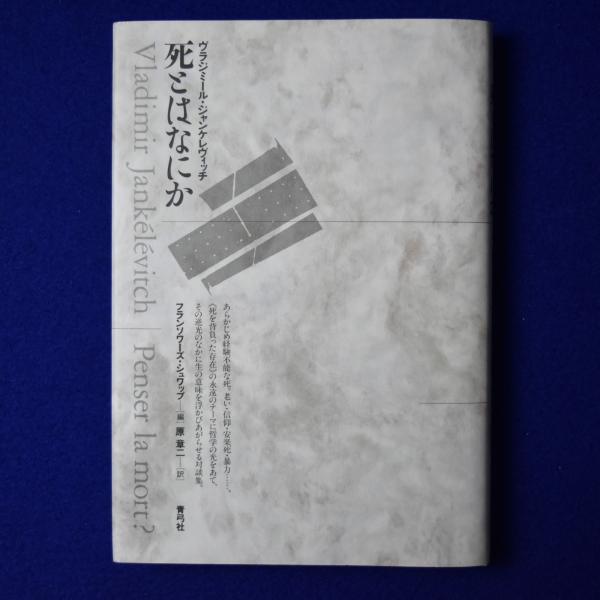 ヴラジミール・ジャンケレヴィッチ
死とはなにか
Vladimir Jankélévitch
Penser la mort?
あらかじめ経験不能な死。老い・信仰・安楽死・暴力……、
〈死を背負った存在〉の永遠のテーマに哲学の光をあて、
その逆光のなかに生の意味を浮かびあがらせる対談集。
フランソワーズ・シュワップ―[編] 原 章二―[訳]
青弓社